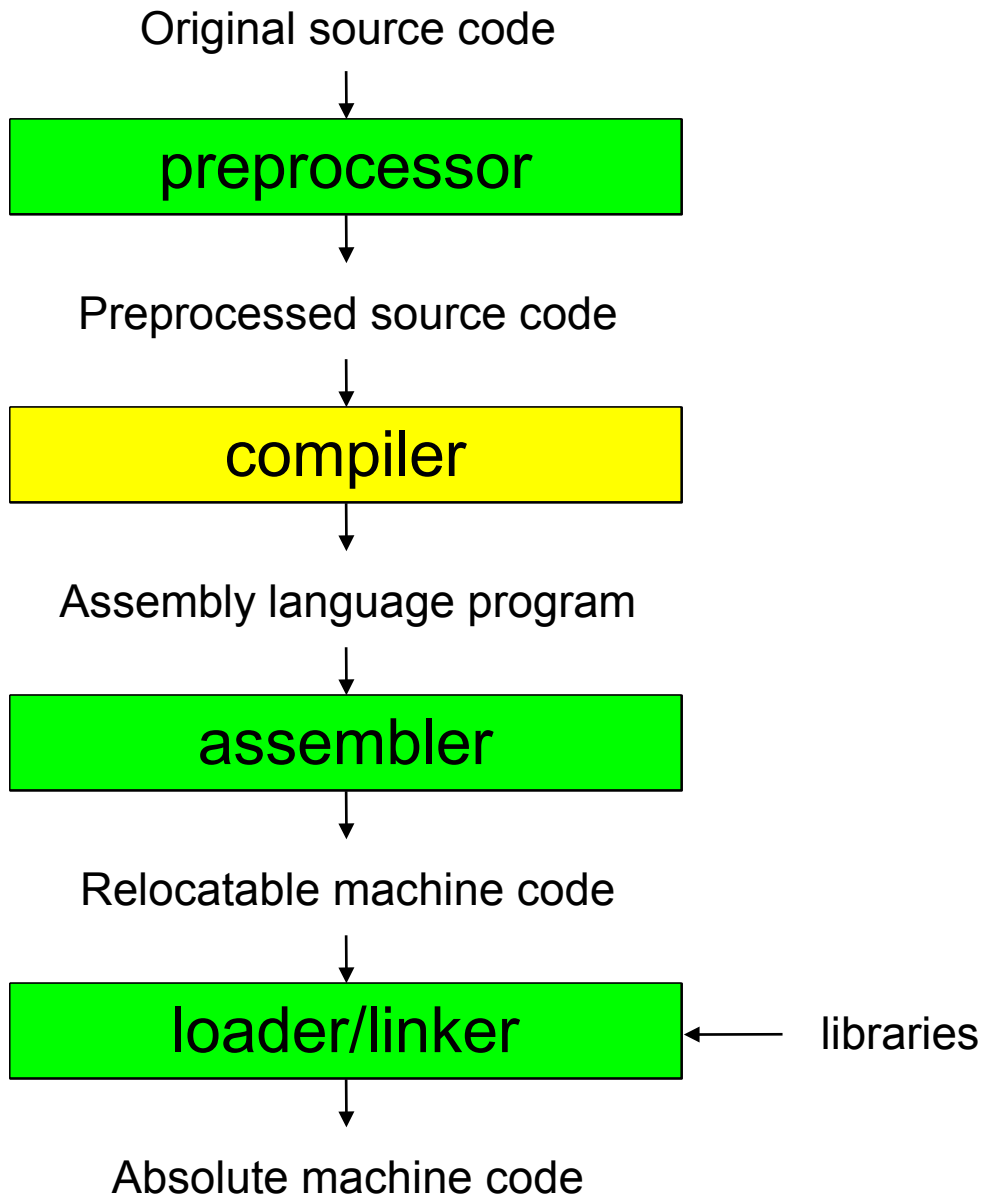 Original source code
preprocessor
Preprocessed source code
compiler
Assembly language program
assembler
Relocatable machine code
loader/linker
libraries
Absolute machine code